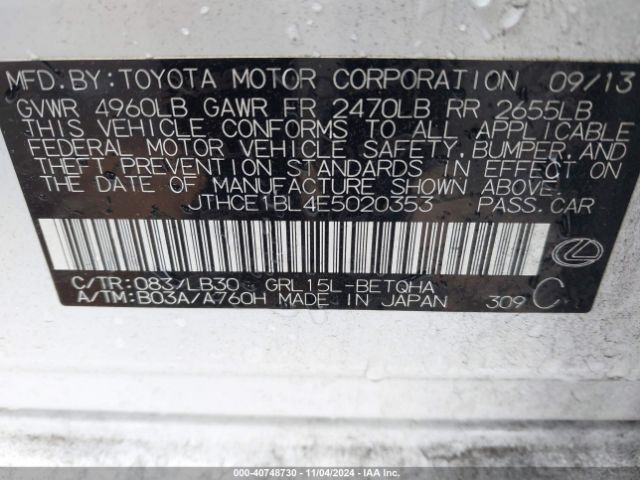 MFD.BY:TOYOTA MOTOR CORPORATION 09/13
GVWR 4960LB GAWR FR 2470LB RR 2655LB
THIS VEHICLE CONFORMS TO ALL APPLICABLE
FEDERAL MOTOR VEHICLE SAFETY,BUMPER,AND
THEFT PREVENTION STANDARDS IN EFFECT ON
THE DATE OF MANUFACTURE SHOWN ABOVE.
JTHCE1BL4E5020353 PASS.CAR
C/TR:083/LB30 GRL15L-BETQHA
A/TM:B03A/A760H MADE IN JAPAN 309 C
000-40748730 - 11/04/2024 - IAA Inc.